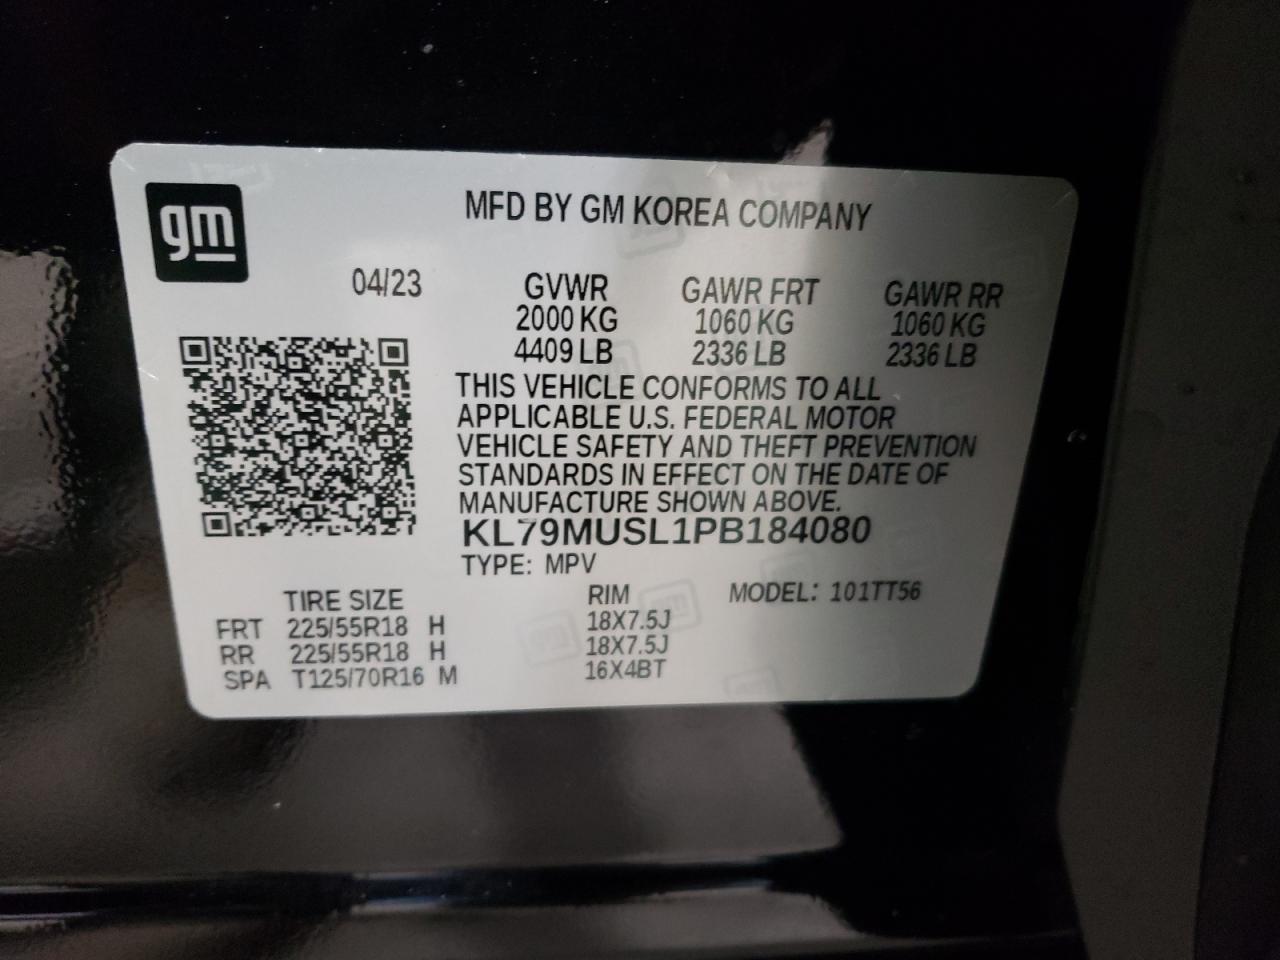 gm
MFD BY GM KOREA COMPANY
04/23 GVWR GAWR FRT GAWR RR
2000 KG 1060 KG 1060 KG
4409 LB 2336 LB 2336 LB
THIS VEHICLE CONFORMS TO ALL
APPLICABLE U.S. FEDERAL MOTOR
VEHICLE SAFETY AND THEFT PREVENTION
STANDARDS IN EFFECT ON THE DATE OF
MANUFACTURE SHOWN ABOVE.
KL79MUSL1PB184080
TYPE: MPV
TIRE SIZE RIM MODEL: 101TT56
FRT 225/55R18 H 18X7.5J
RR 225/55R18 H 18X7.5J
SPA T125/70R16 M 16X4BT